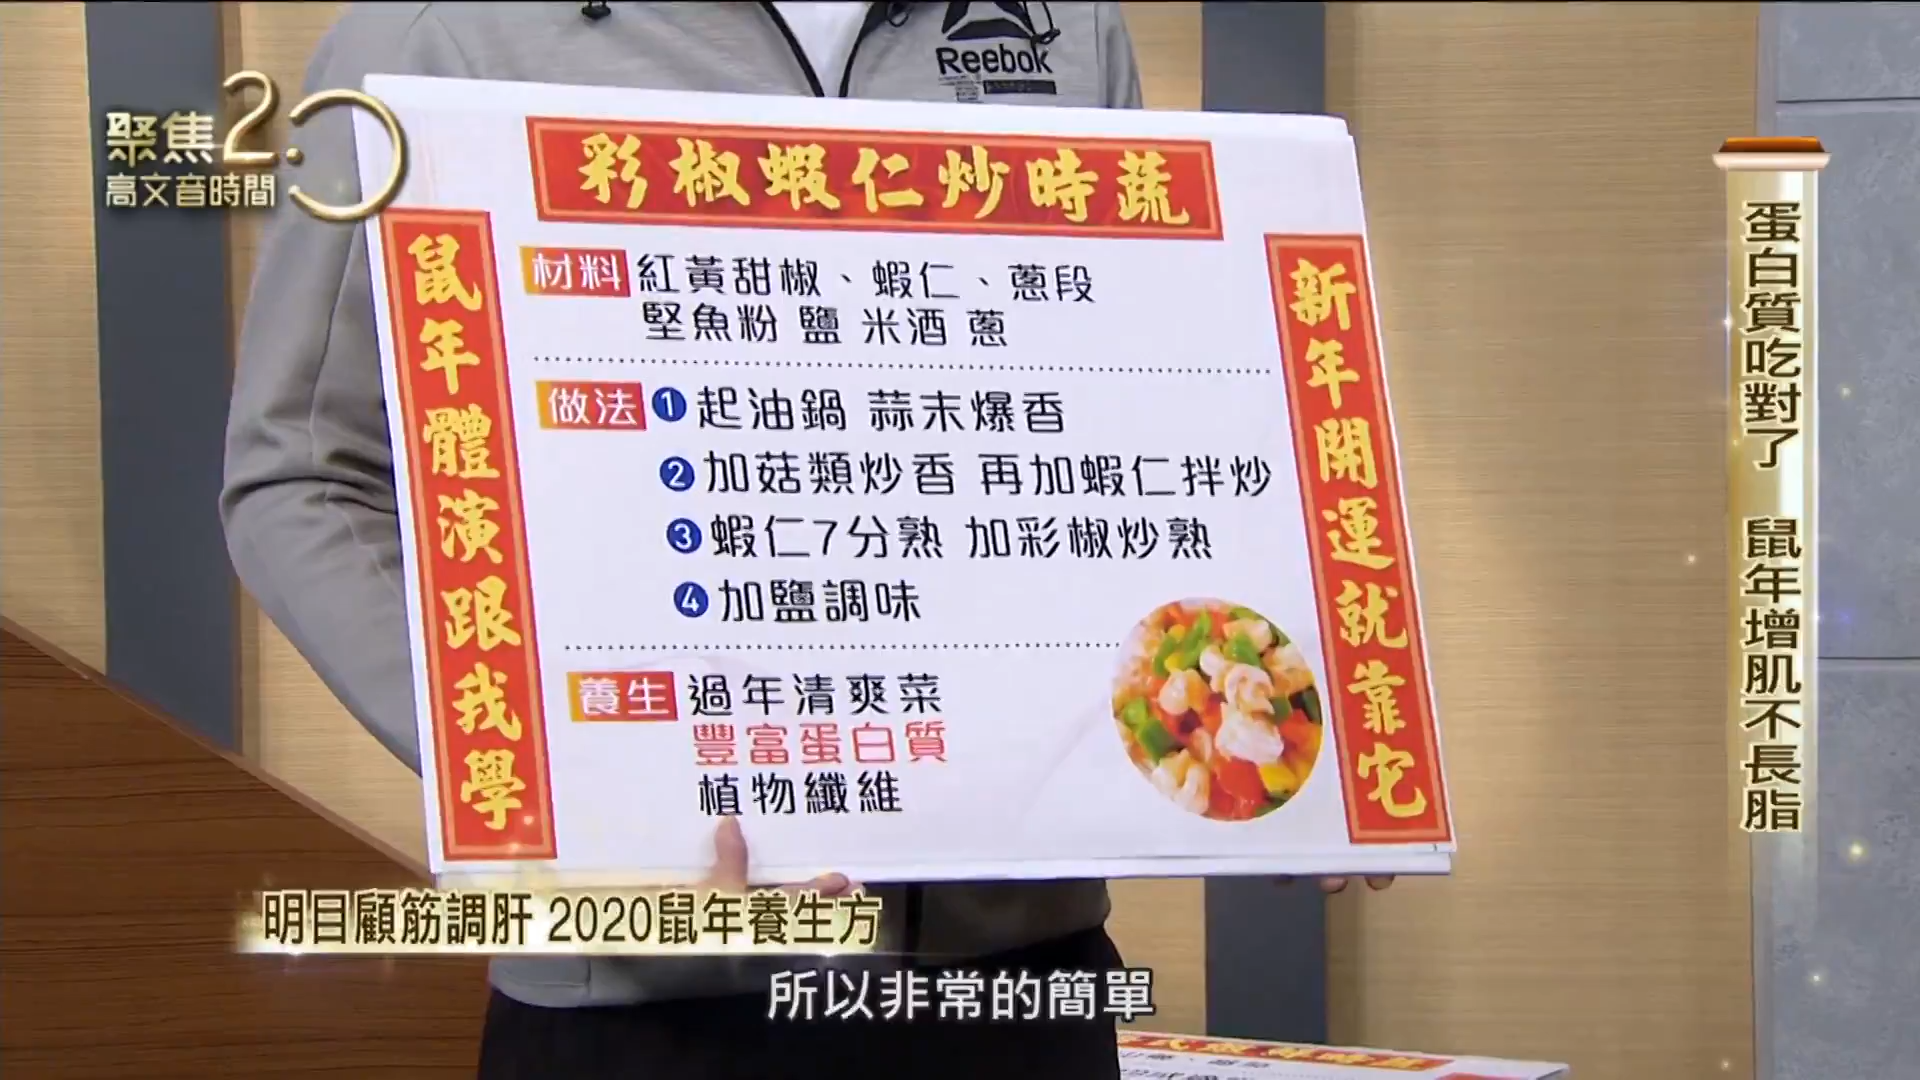 Reebok
聚焦2.0
高文音時間
彩椒蝦仁炒時蔬
鼠年體演跟我學
材料 紅黃甜椒、蝦仁、蔥段
堅魚粉 鹽 米酒 蔥
做法 1 起油鍋 蒜末爆香
2 加菇類炒香 再加蝦仁拌炒
3 蝦仁7分熟 加彩椒炒熟
4 加鹽調味
養生 過年清爽菜
豐富蛋白質
植物纖維
新年開運就靠它
蛋白質吃對了 鼠年增肌不長脂
明目顧筋調肝 2020鼠年養生方
所以非常的簡單